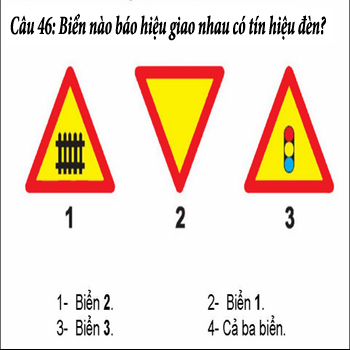 Câu 46: Biển nào báo hiệu giao nhau có tín hiệu đèn?
1 2 3
1- Biển 2. 2- Biển 1.
3- Biển 3. 4- Cả ba biển.